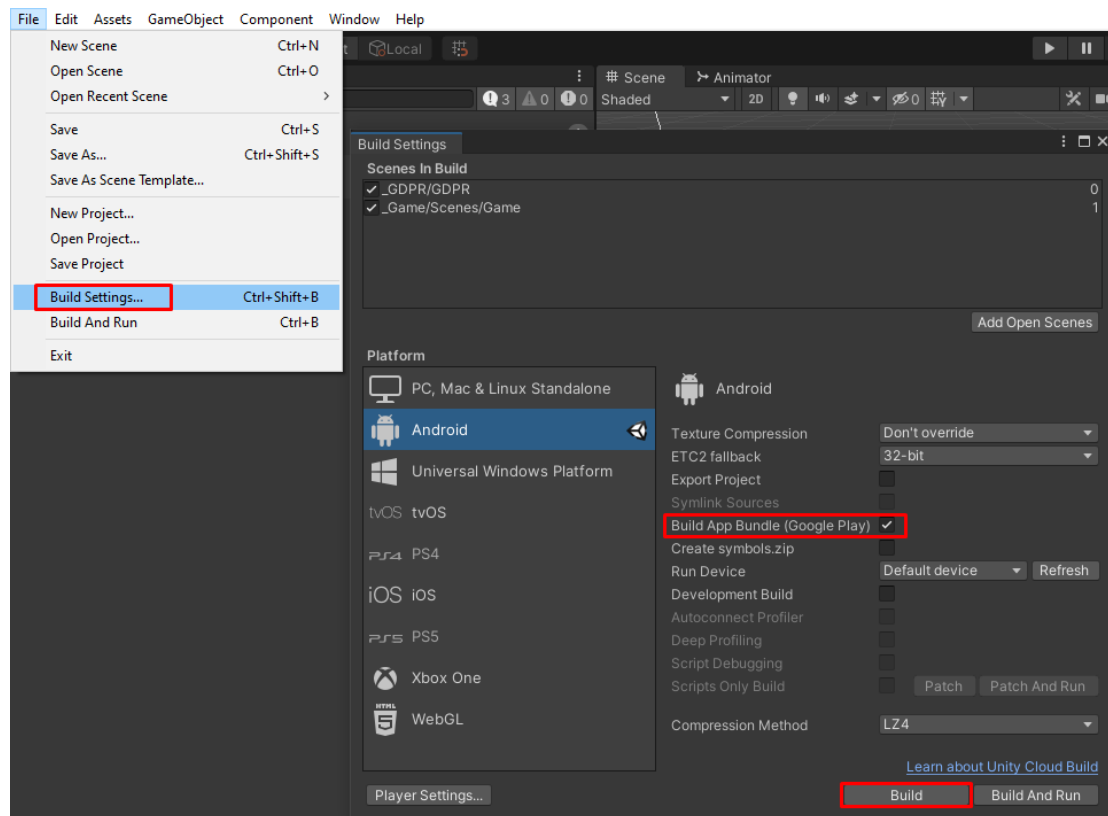 File Edit Assets GameObject Component Window Help
New Scene Ctrl+N
Open Scene Ctrl+O
Open Recent Scene >
Save Ctrl+S
Save As... Ctrl+Shift+S
Save As Scene Template...
New Project...
Open Project...
Save Project
Build Settings... Ctrl+Shift+B
Build And Run Ctrl+B
Exit
t Local
# Scene Animator
3 0 0 Shaded 2D 0
Build Settings
Scenes In Build
_GDPR/GDPR 0
_Game/Scenes/Game 1
Add Open Scenes
Platform
PC, Mac & Linux Standalone
Android
Universal Windows Platform
tvOS tvOS
PS4 PS4
iOS iOS
PS5 PS5
Xbox One
HTML 5 WebGL
Player Settings...
Android
Texture Compression Don't override
ETC2 fallback 32-bit
Export Project
Symlink Sources
Build App Bundle (Google Play)
Create symbols.zip
Run Device Default device Refresh
Development Build
Autoconnect Profiler
Deep Profiling
Script Debugging
Scripts Only Build Patch Patch And Run
Compression Method LZ4
Learn about Unity Cloud Build
Build Build And Run